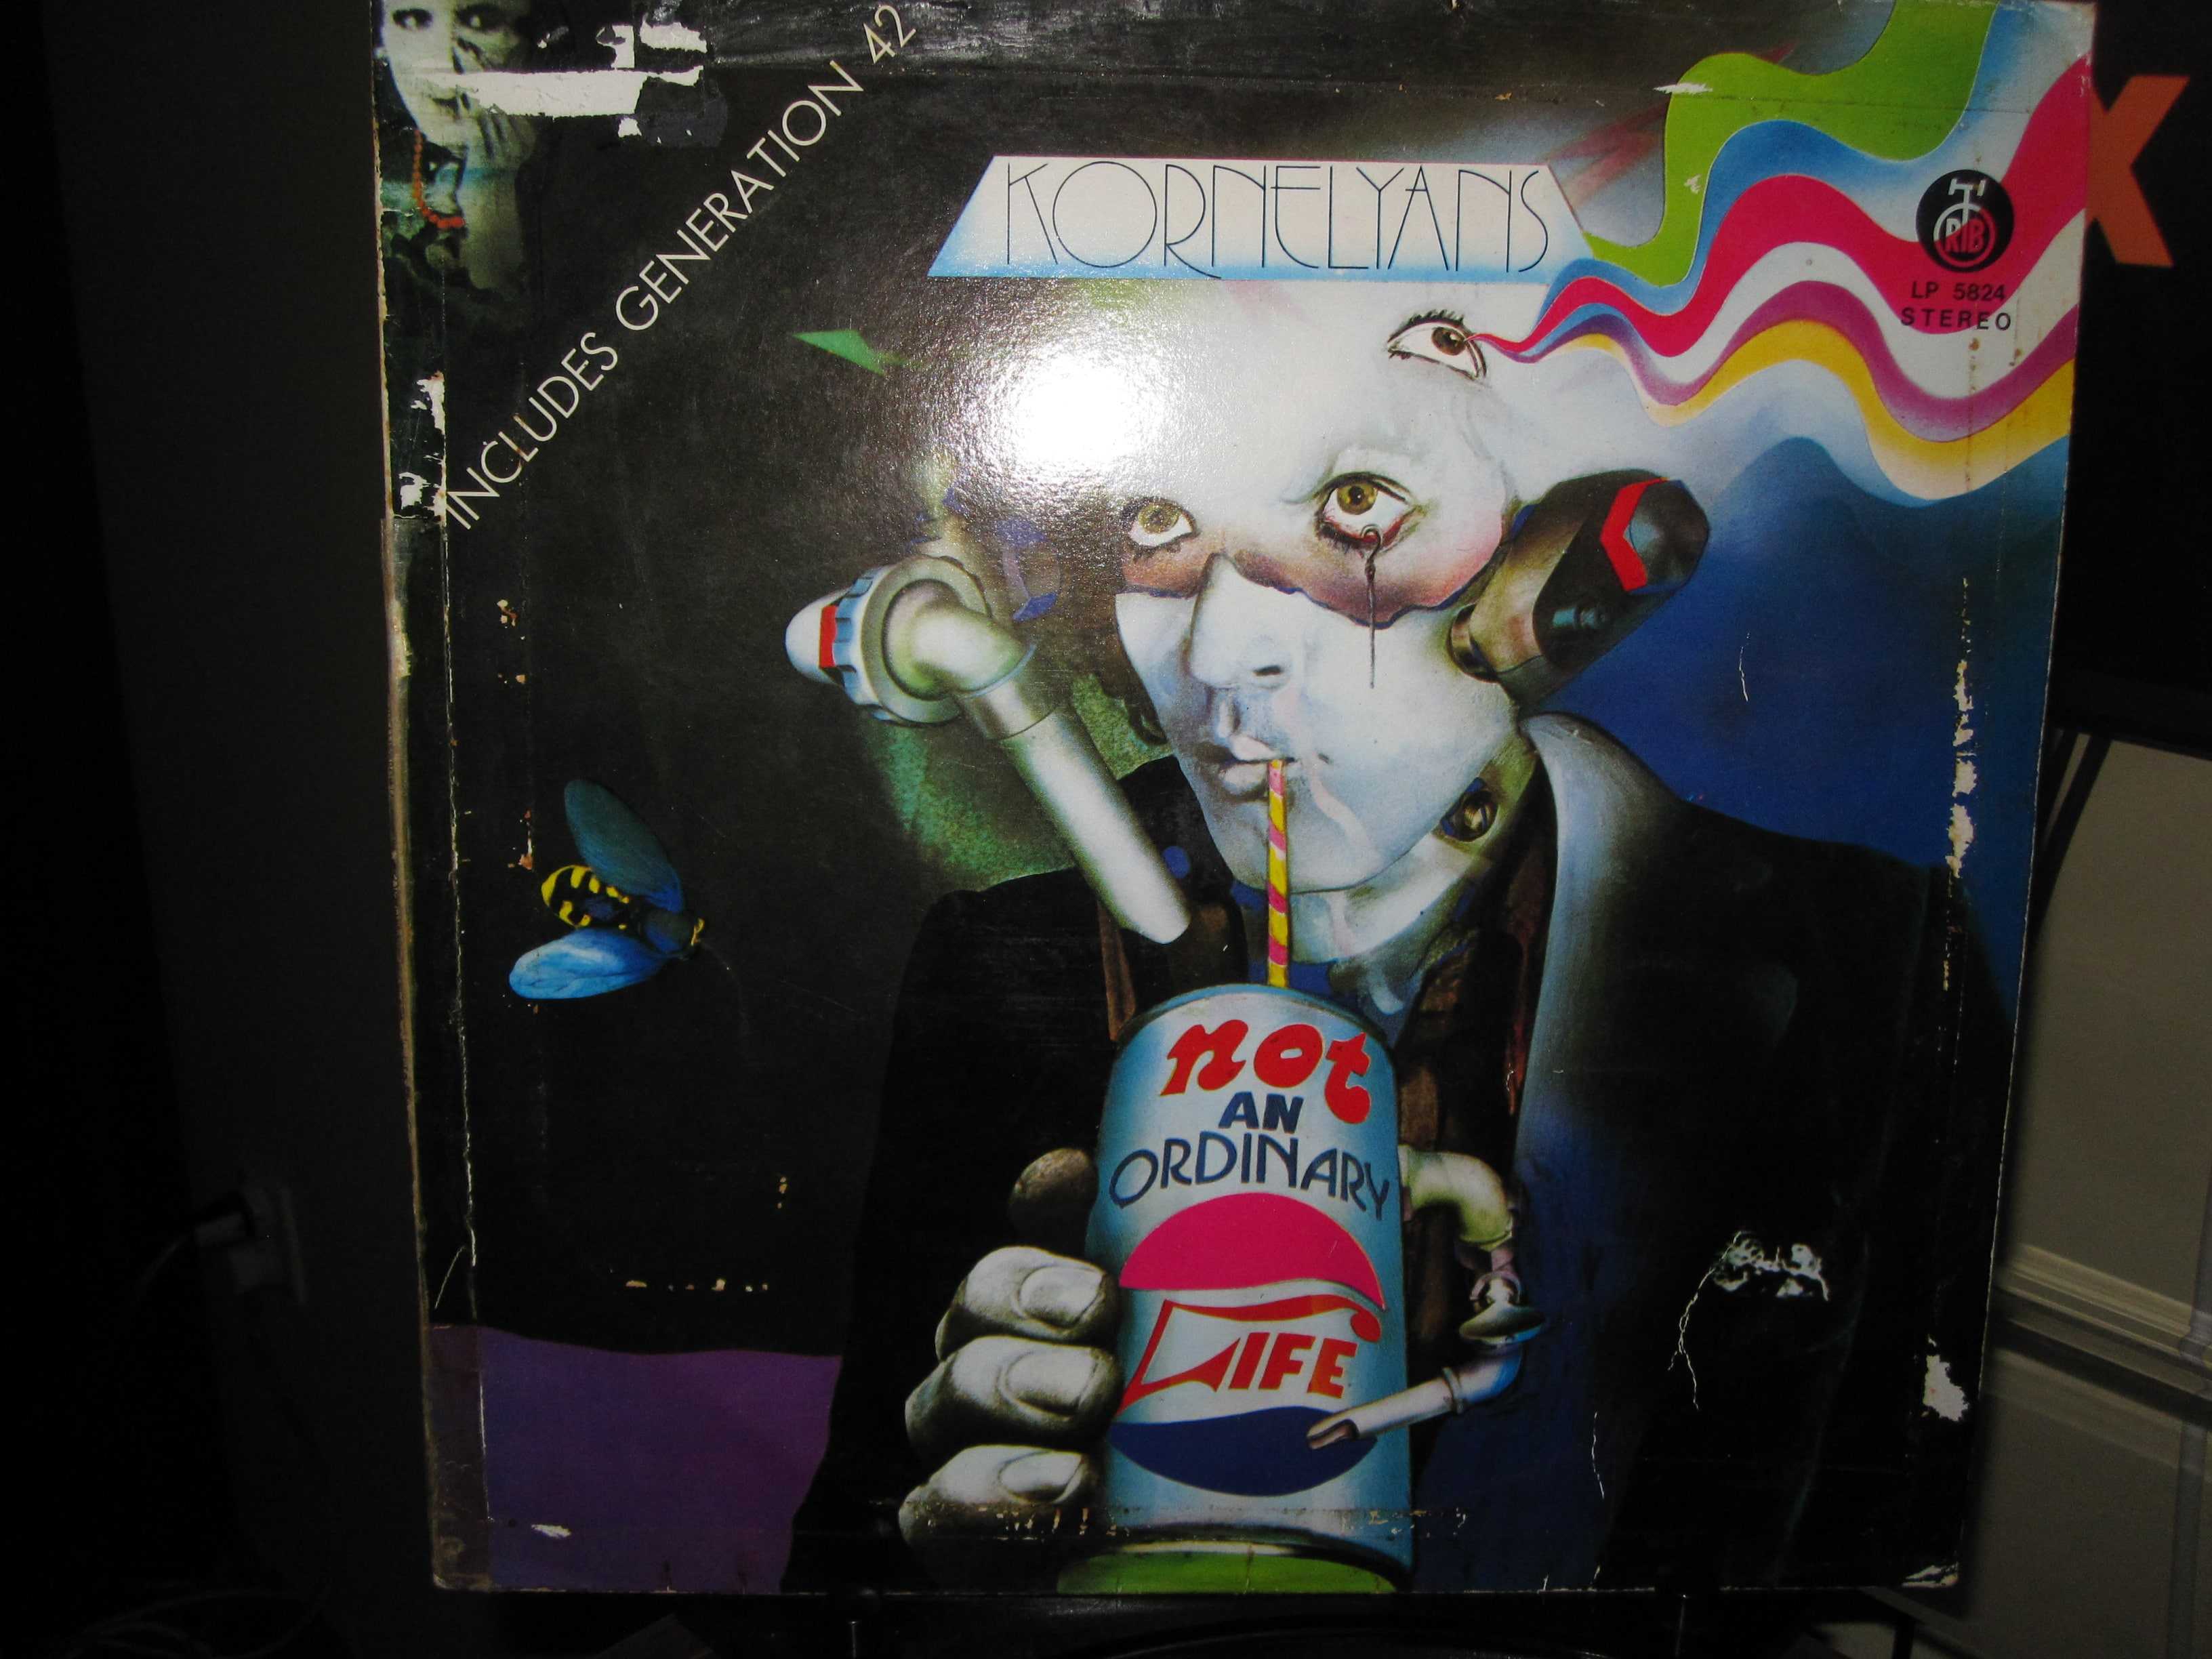 INCLUDES GENERATION 42
KORNELYANS
RTB
LP 5824
STEREO
X
not
AN
ORDINARY
LIFE